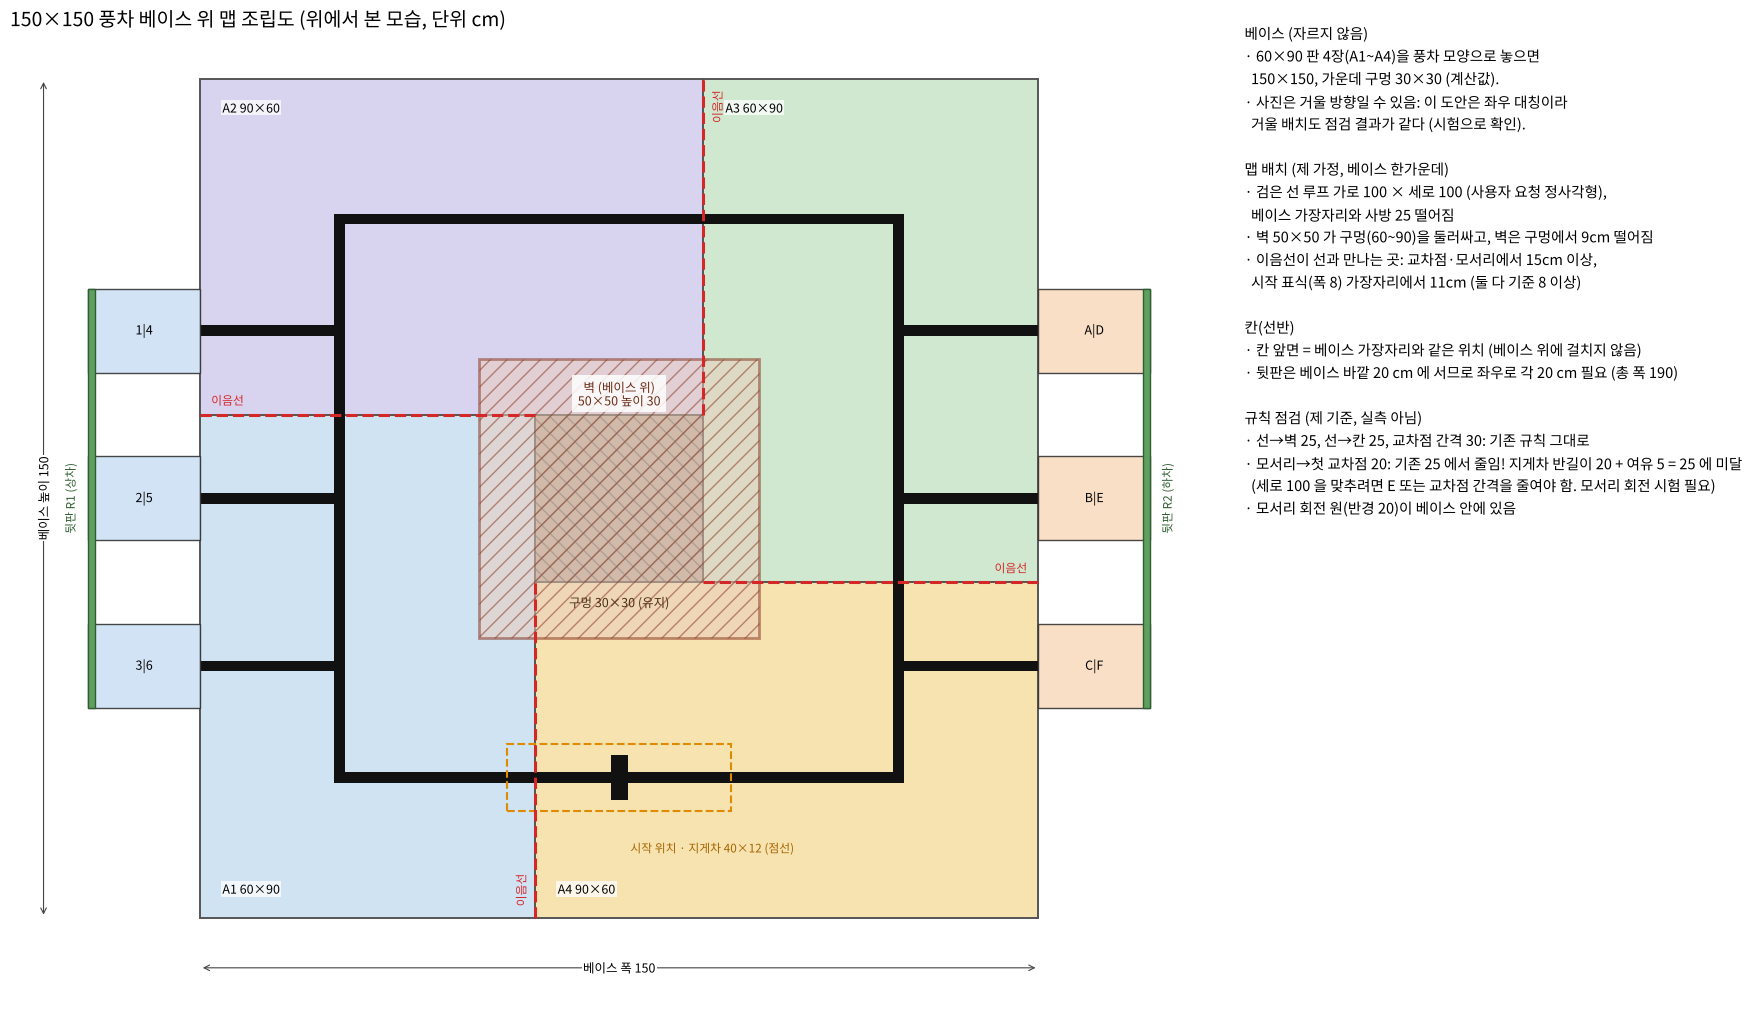 150×150 풍차 베이스 위 맵 조립도 (위에서 본 모습, 단위 cm)
A2 90×60
이음선
A3 60×90
1|4
A|D
벽 (베이스 위)
50×50 높이 30
이음선
베이스 높이 150
뒷판 R1 (상차)
2|5
B|E
뒷판 R2 (하차)
이음선
구멍 30×30 (유지)
3|6
C|F
시작 위치 · 지게차 40×12 (점선)
이음선
A1 60×90
A4 90×60
베이스 폭 150
베이스 (자르지 않음)
· 60×90 판 4장(A1~A4)을 풍차 모양으로 놓으면
150×150, 가운데 구멍 30×30 (계산값).
· 사진은 거울 방향일 수 있음: 이 도안은 좌우 대칭이라
거울 배치도 점검 결과가 같다 (시험으로 확인).
맵 배치 (제 가정, 베이스 한가운데)
· 검은 선 루프 가로 100 × 세로 100 (사용자 요청 정사각형),
베이스 가장자리와 사방 25 떨어짐
· 벽 50×50 가 구멍(60~90)을 둘러싸고, 벽은 구멍에서 9cm 떨어짐
· 이음선이 선과 만나는 곳: 교차점·모서리에서 15cm 이상,
시작 표식(폭 8) 가장자리에서 11cm (둘 다 기준 8 이상)
칸(선반)
· 칸 앞면 = 베이스 가장자리와 같은 위치 (베이스 위에 걸치지 않음)
· 뒷판은 베이스 바깥 20 cm 에 서므로 좌우로 각 20 cm 필요 (총 폭 190)
규칙 점검 (제 기준, 실측 아님)
· 선→벽 25, 선→칸 25, 교차점 간격 30: 기존 규칙 그대로
· 모서리→첫 교차점 20: 기존 25 에서 줄임! 지게차 반길이 20 + 여유 5 = 25 에 미달
(세로 100 을 맞추려면 E 또는 교차점 간격을 줄여야 함. 모서리 회전 시험 필요)
· 모서리 회전 원(반경 20)이 베이스 안에 있음